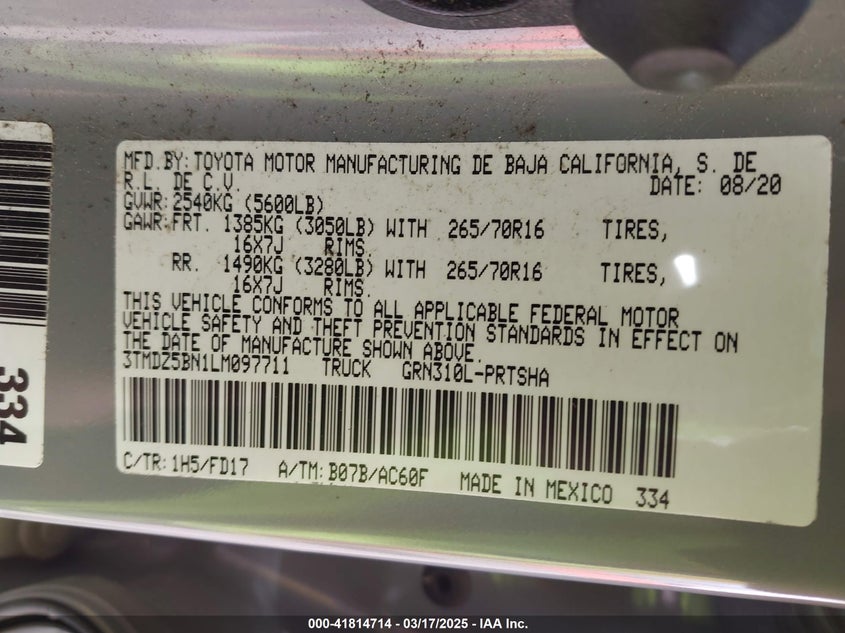 MFD.BY:TOYOTA MOTOR MANUFACTURING DE BAJA CALIFORNIA, S. DE
R.L. DE C.V. DATE: 08/20
GVWR:2540KG (5600LB)
GAWR:FRT. 1385KG (3050LB) WITH 265/70R16 TIRES,
16X7J RIMS,
RR. 1490KG (3280LB) WITH 265/70R16 TIRES,
16X7J RIMS.
THIS VEHICLE CONFORMS TO ALL APPLICABLE FEDERAL MOTOR
VEHICLE SAFETY AND THEFT PREVENTION STANDARDS IN EFFECT ON
THE DATE OF MANUFACTURE SHOWN ABOVE.
3TMDZ5BN1LM097711 TRUCK GRN310L-PRTSHA
C/TR:1H5/FD17 A/TM:B07B/AC60F MADE IN MEXICO 334
334
000-41814714 — 03/17/2025 — IAA Inc.